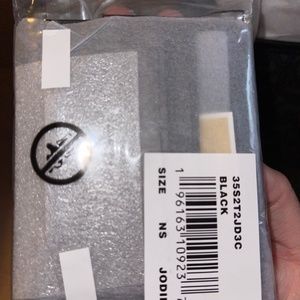 35S2T2JD3C
BLACK
1 96163 10923
SIZE NS JODI